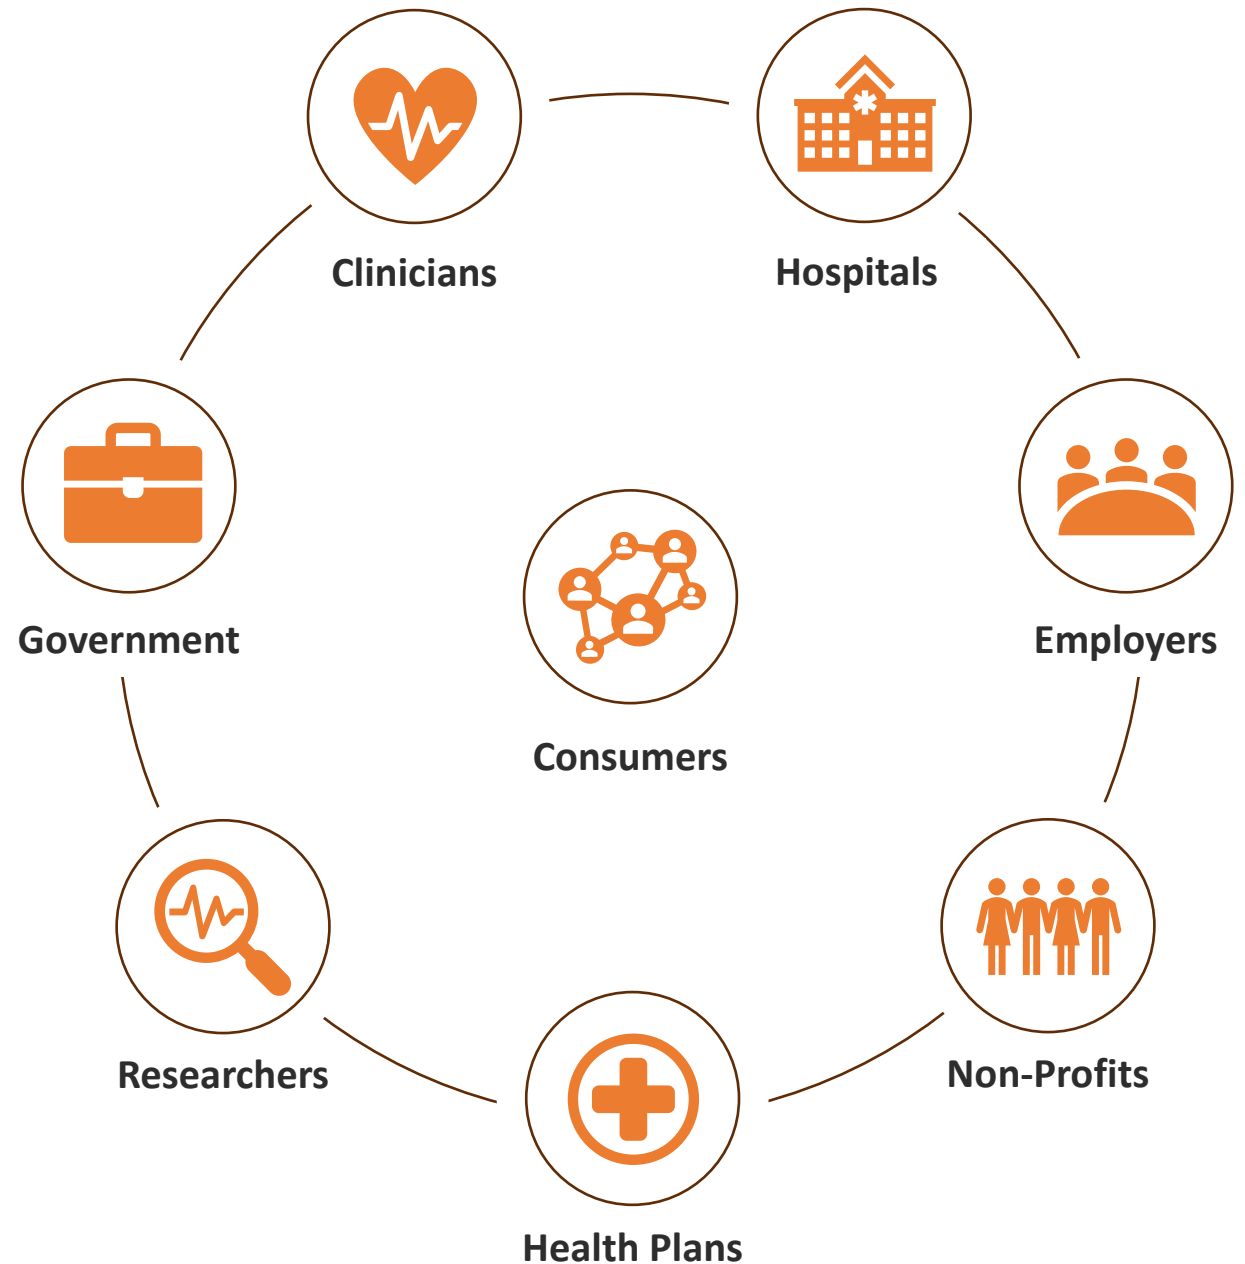 Clinicians
Hospitals
Government
Employers
Consumers
Researchers
Non-Profits
Health Plans